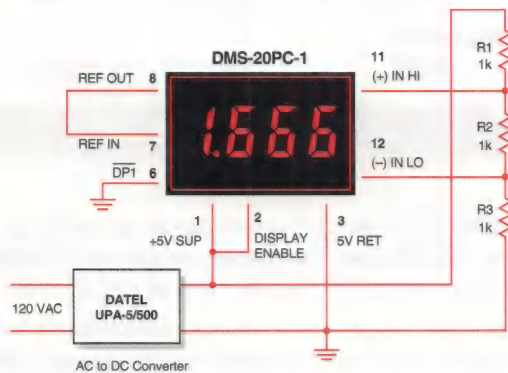 DMS-20PC-1
REF OUT 8
REF IN 7
DP1 6
1.666
11
(+) IN HI
12
(–) IN LO
R1
1k
R2
1k
R3
1k
1
+5V SUP
2
DISPLAY
ENABLE
3
5V RET
120 VAC
DATEL
UPA-5/500
AC to DC Converter